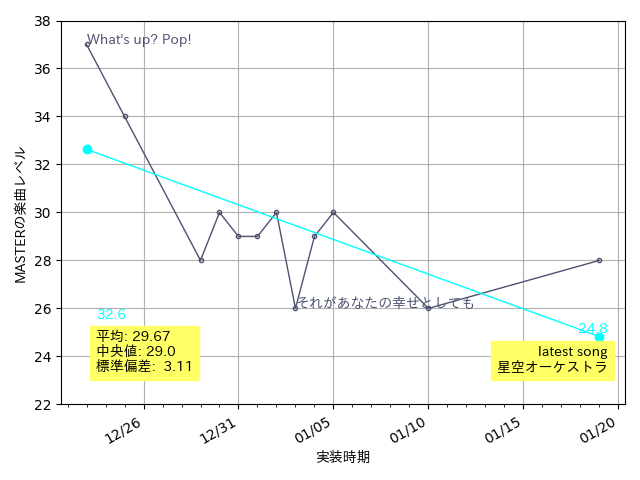 38
36
34
32
30
28
26
24
22
MASTERの楽曲レベル
What's up? Pop!
それがあなたの幸せとしても
32.6
24.8
平均: 29.67
中央値: 29.0
標準偏差: 3.11
latest song
星空オーケストラ
12/26
12/31
01/05
01/10
01/15
01/20
実装時期